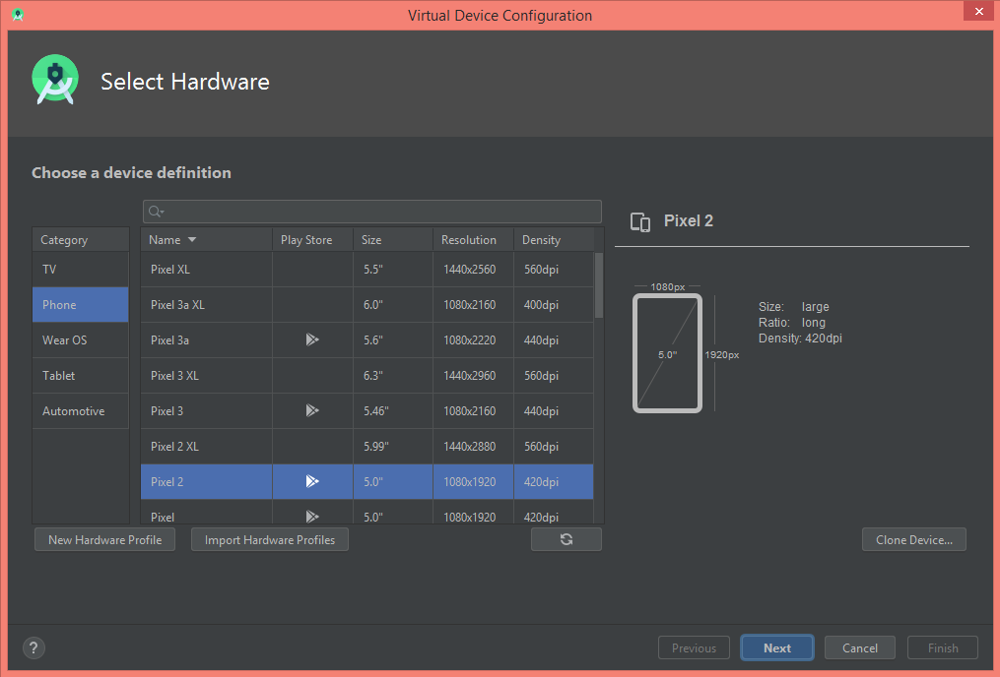 Virtual Device Configuration
Select Hardware
Choose a device definition
Category
TV
Phone
Wear OS
Tablet
Automotive
Name Play Store Size Resolution Density
Pixel XL 5.5" 1440x2560 560dpi
Pixel 3a XL 6.0" 1080x2160 400dpi
Pixel 3a 5.6" 1080x2220 440dpi
Pixel 3 XL 6.3" 1440x2960 560dpi
Pixel 3 5.46" 1080x2160 440dpi
Pixel 2 XL 5.99" 1440x2880 560dpi
Pixel 2 5.0" 1080x1920 420dpi
Pixel 5.0" 1080x1920 420dpi
New Hardware Profile Import Hardware Profiles
Pixel 2
1080px
5.0" 1920px
Size: large
Ratio: long
Density: 420dpi
Clone Device...
? Previous Next Cancel Finish